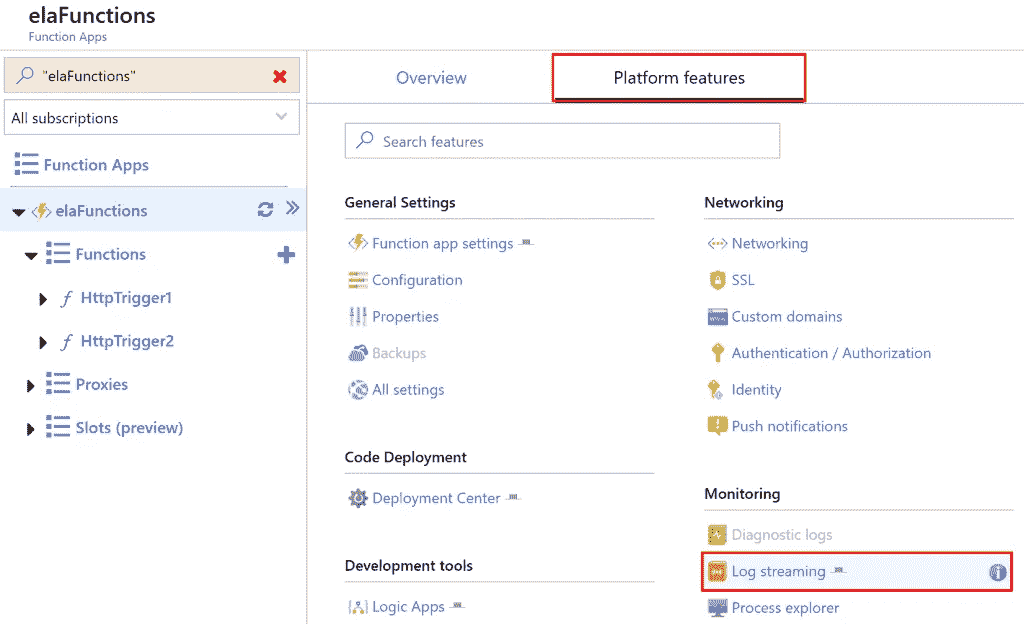 elaFunctions
Function Apps
"elaFunctions"
All subscriptions
Function Apps
elaFunctions
Functions
HttpTrigger1
HttpTrigger2
Proxies
Slots (preview)
Overview
Platform features
Search features
General Settings
Function app settings
Configuration
Properties
Backups
All settings
Code Deployment
Deployment Center
Development tools
Logic Apps
Networking
Networking
SSL
Custom domains
Authentication / Authorization
Identity
Push notifications
Monitoring
Diagnostic logs
Log streaming
Process explorer